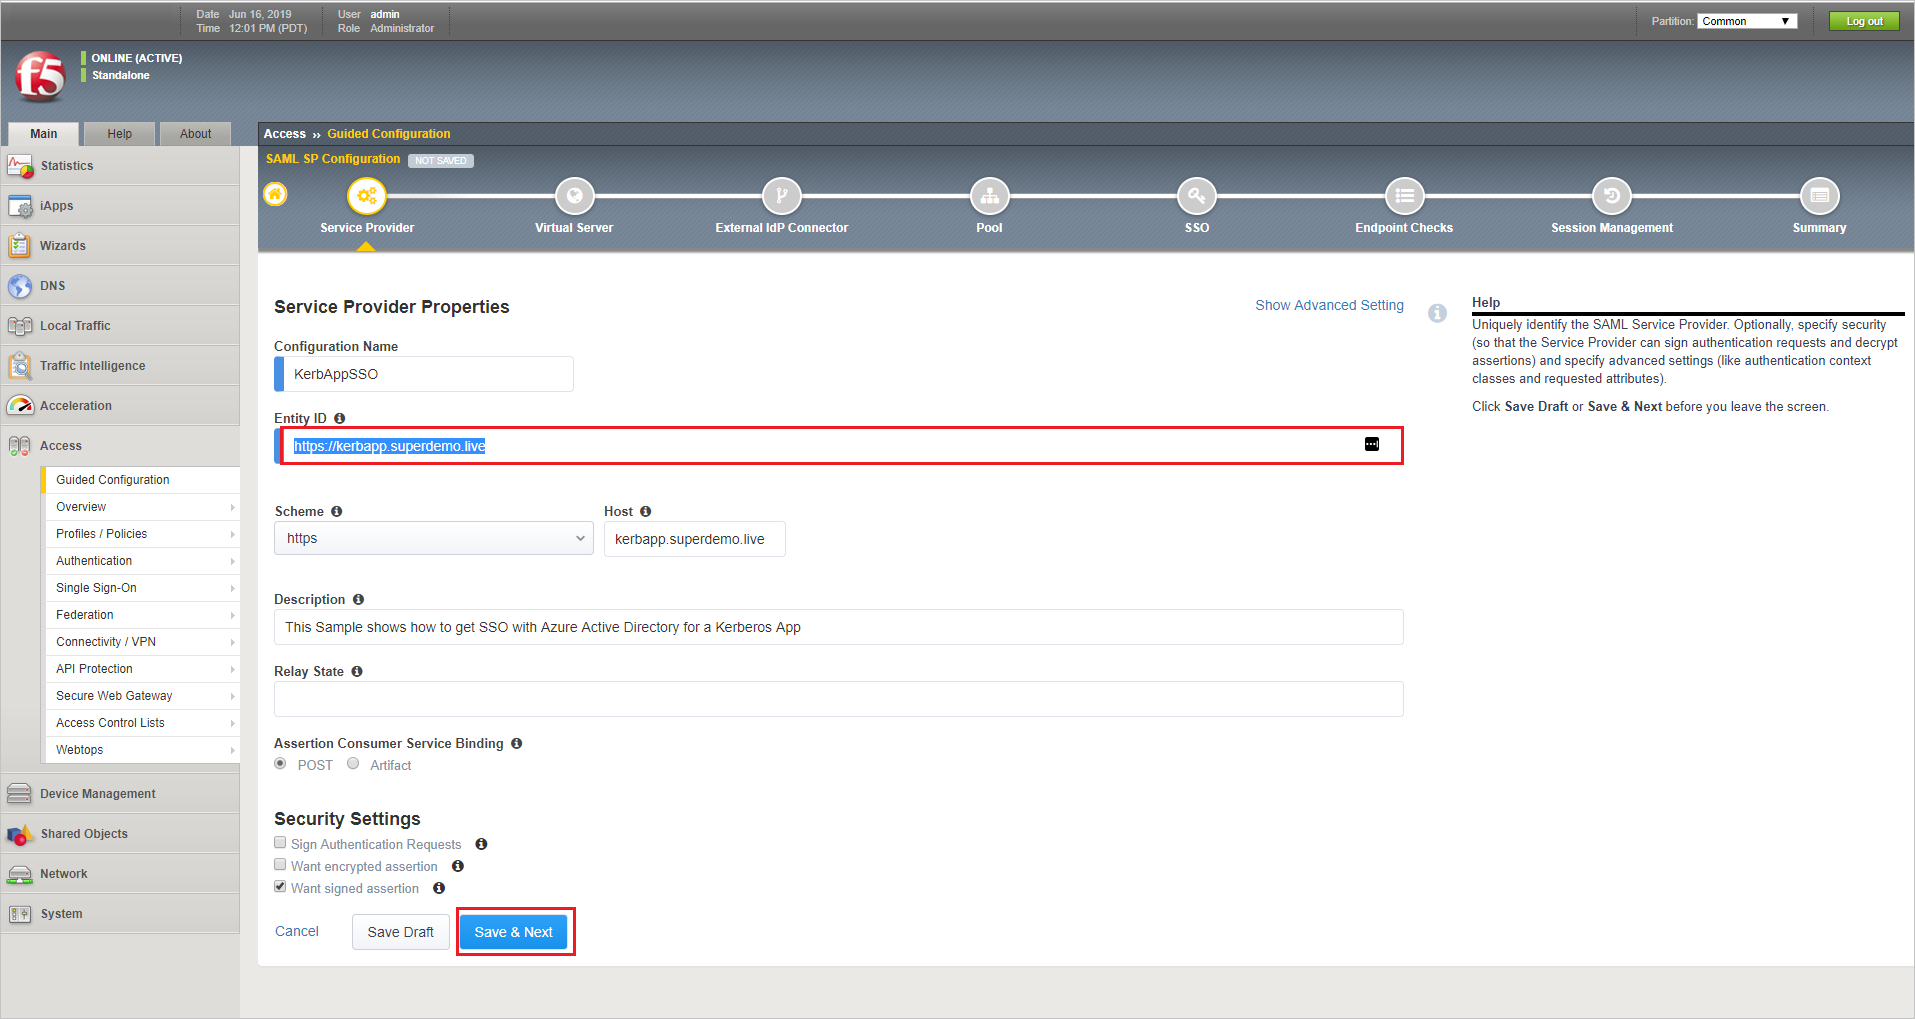 Date Jun 16, 2019
Time 12:01 PM (PDT)
User admin
Role Administrator
Partition: Common
Log out
f5
ONLINE (ACTIVE)
Standalone
Main
Help
About
Statistics
iApps
Wizards
DNS
Local Traffic
Traffic Intelligence
Acceleration
Access
Guided Configuration
Overview
Profiles / Policies
Authentication
Single Sign-On
Federation
Connectivity / VPN
API Protection
Secure Web Gateway
Access Control Lists
Webtops
Device Management
Shared Objects
Network
System
Access ›› Guided Configuration
SAML SP Configuration NOT SAVED
Service Provider
Virtual Server
External IdP Connector
Pool
SSO
Endpoint Checks
Session Management
Summary
Service Provider Properties
Show Advanced Setting
Configuration Name
KerbAppSSO
Entity ID
https://kerbapp.superdemo.live
Scheme
Host
https
kerbapp.superdemo.live
Description
This Sample shows how to get SSO with Azure Active Directory for a Kerberos App
Relay State
Assertion Consumer Service Binding
POST
Artifact
Security Settings
Sign Authentication Requests
Want encrypted assertion
Want signed assertion
Cancel
Save Draft
Save & Next
Help
Uniquely identify the SAML Service Provider. Optionally, specify security
(so that the Service Provider can sign authentication requests and decrypt
assertions) and specify advanced settings (like authentication context
classes and requested attributes).
Click Save Draft or Save & Next before you leave the screen.